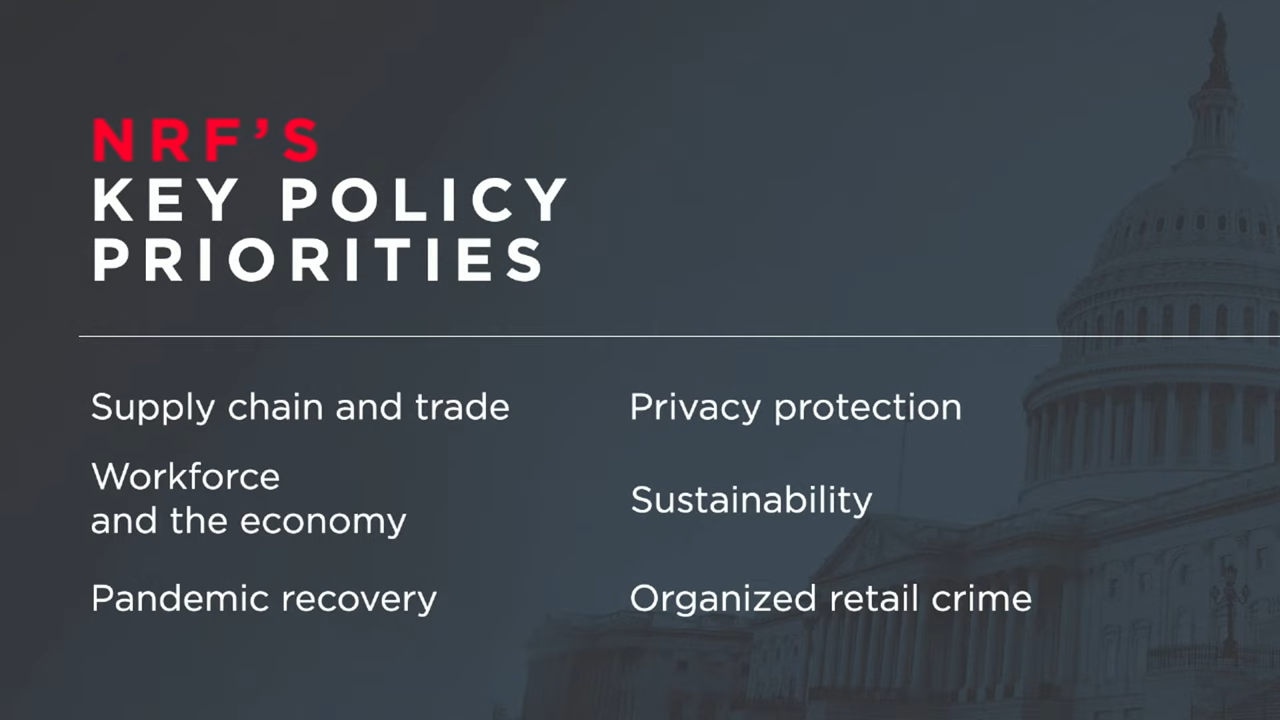 NRF'S
KEY POLICY
PRIORITIES
Supply chain and trade
Workforce
and the economy
Pandemic recovery
Privacy protection
Sustainability
Organized retail crime